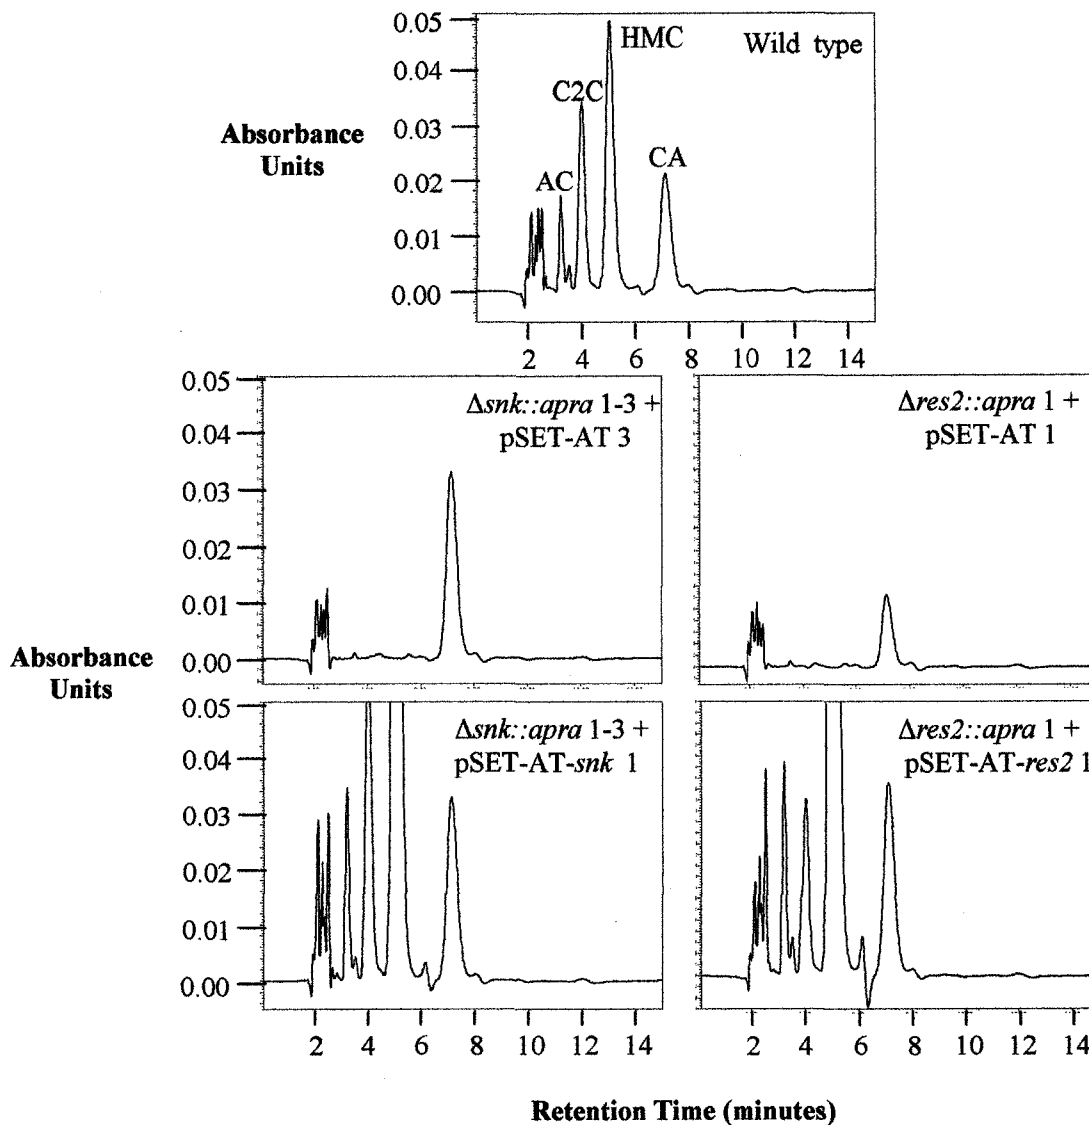 0.05
0.04
0.03
0.02
0.01
0.00
Absorbance
Units
HMC
Wild type
C2C
AC
CA
2 4 6 8 10 12 14
0.05
0.04
0.03
0.02
0.01
0.00
Δsnk::apra 1-3 +
pSET-AT 3
Δres2::apra 1 +
pSET-AT 1
Absorbance
Units
0.05
0.04
0.03
0.02
0.01
0.00
Δsnk::apra 1-3 +
pSET-AT-snk 1
Δres2::apra 1 +
pSET-AT-res2 1
2 4 6 8 10 12 14
2 4 6 8 10 12 14
Retention Time (minutes)